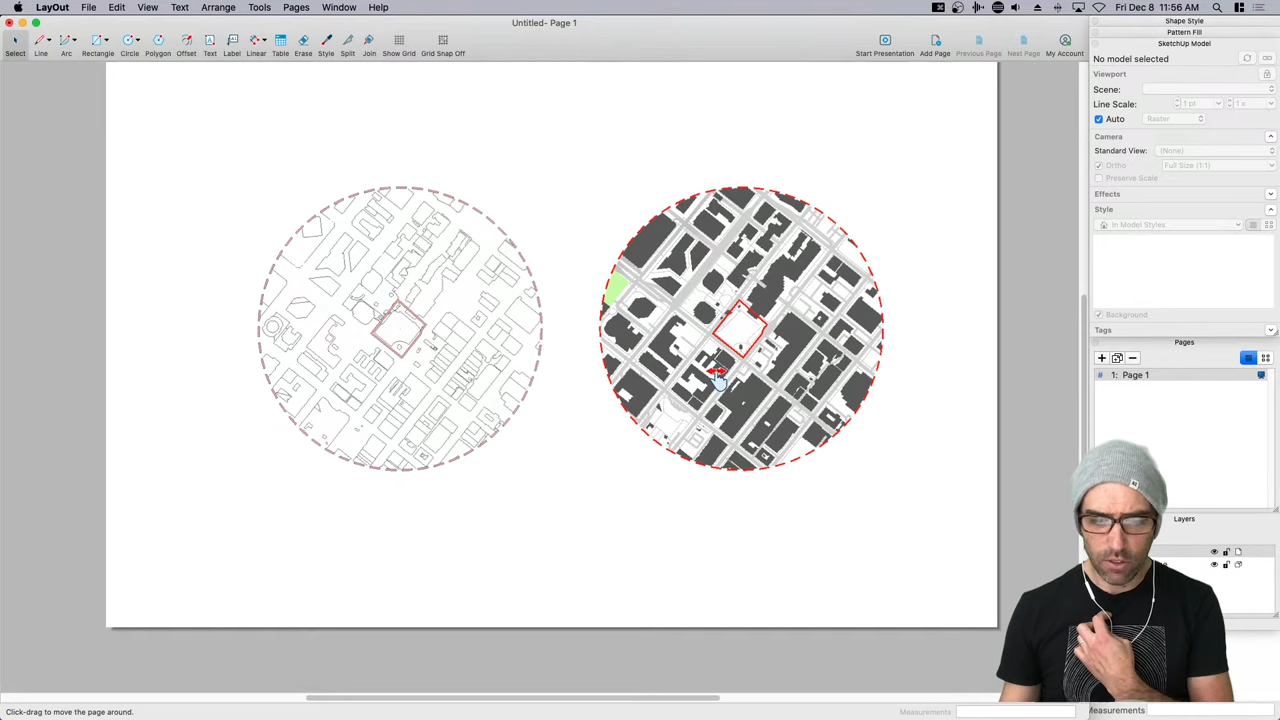 LayOut File Edit View Text Arrange Tools Pages Window Help Fri Dec 8 11:56 AM
Untitled- Page 1
Select Line Arc Rectangle Circle Polygon Offset Text Label Linear Table Erase Style Split Join Show Grid Grid Snap Off Start Presentation Add Page Previous Page Next Page My Account
Shape Style
Pattern Fill
SketchUp Model
No model selected
Viewport
Scene:
Line Scale: 1 pt 1 x
Auto Raster
Camera
Standard View: (None)
Ortho Full Size (1:1)
Preserve Scale
Effects
Style
In Model Styles
Background
Tags
Pages
# 1: Page 1
Layers
Click-drag to move the page around. Measurements Measurements